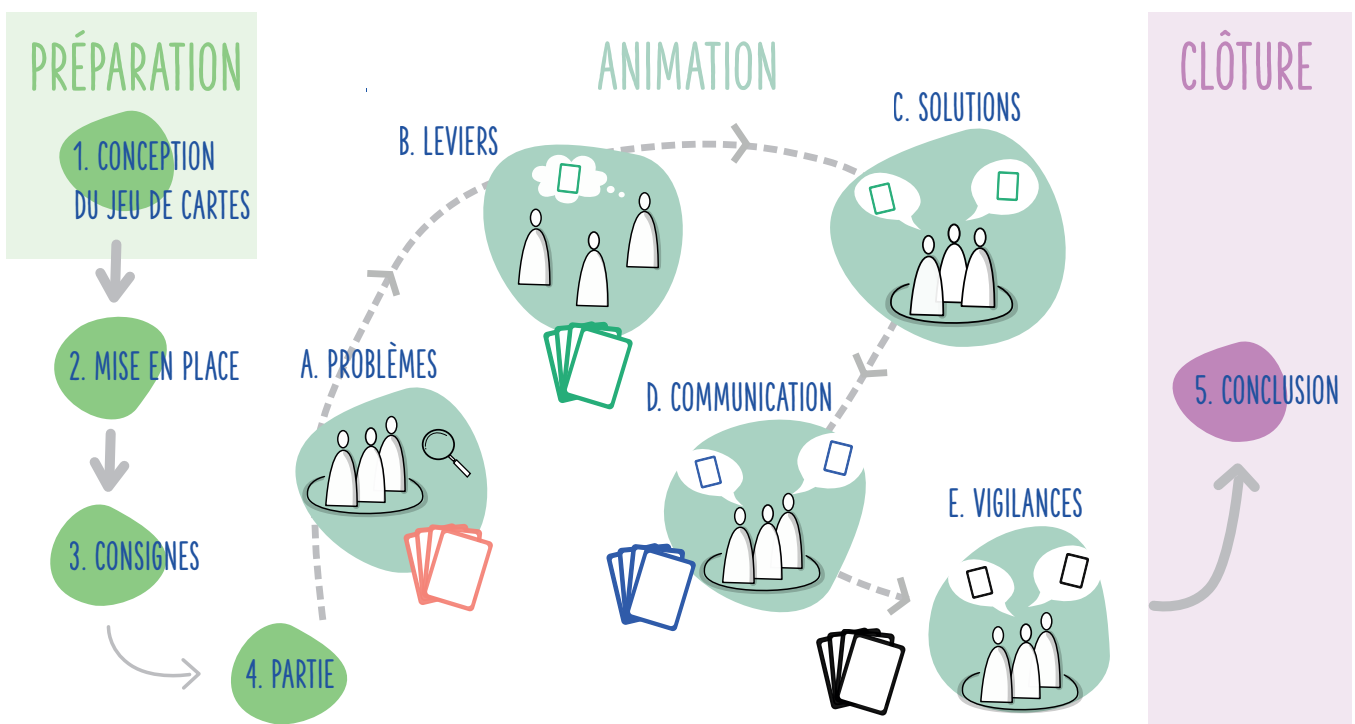 PRÉPARATION
1. CONCEPTION
DU JEU DE CARTES
2. MISE EN PLACE
3. CONSIGNES
4. PARTIE
ANIMATION
A. PROBLÈMES
B. LEVIERS
C. SOLUTIONS
D. COMMUNICATION
E. VIGILANCES
CLÔTURE
5. CONCLUSION